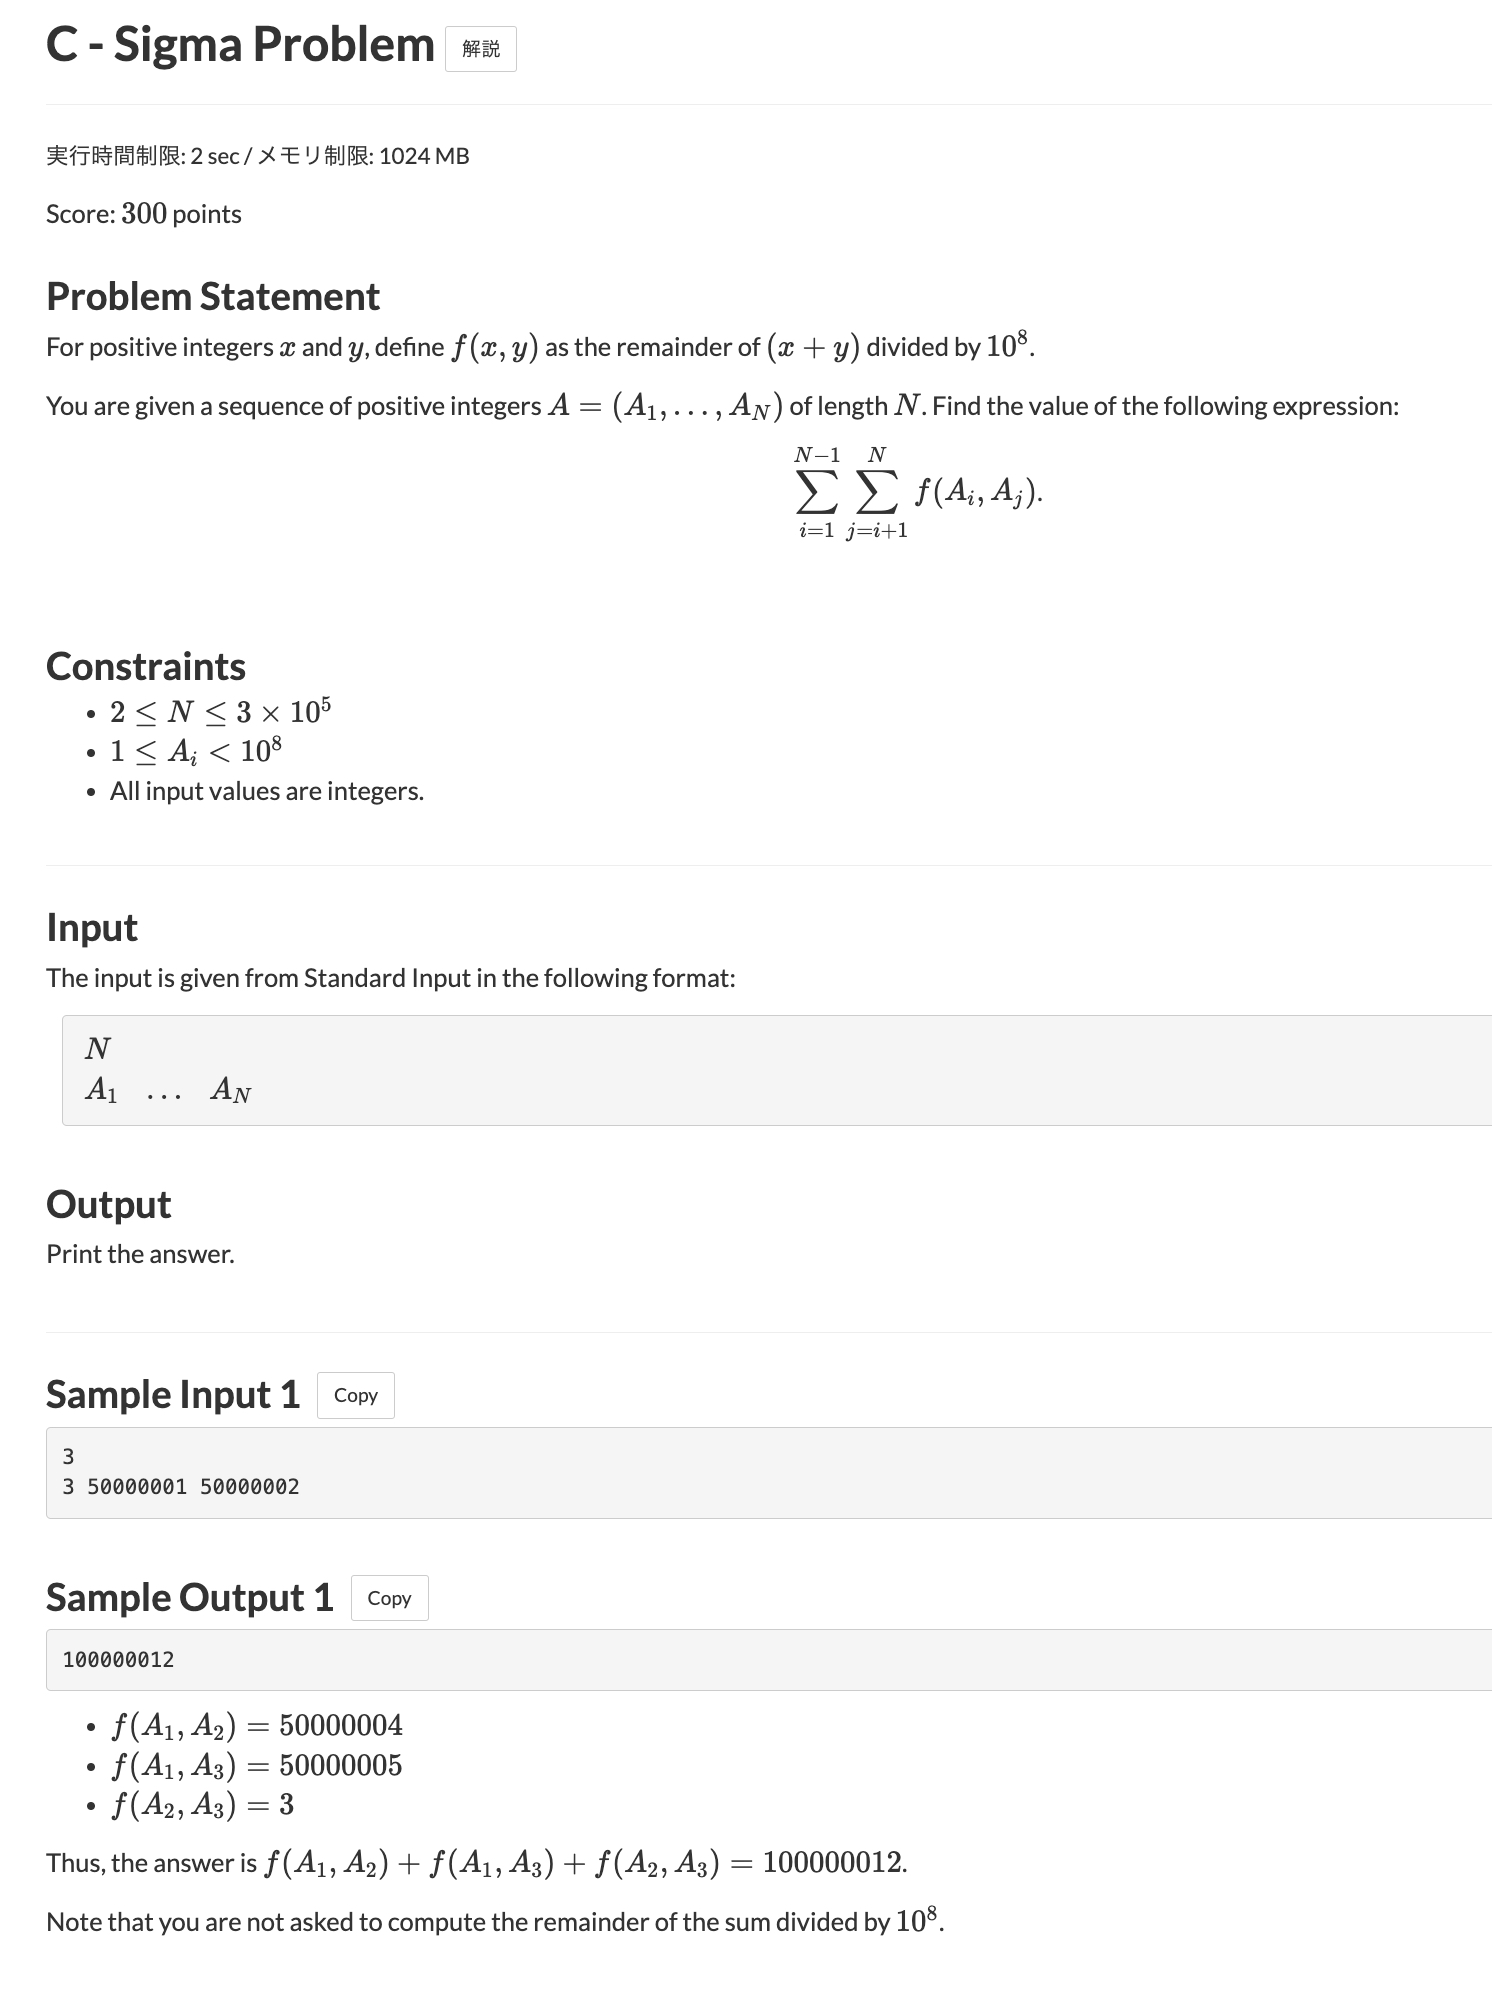 C - Sigma Problem 解説
実行時間制限: 2 sec / メモリ制限: 1024 MB
Score: 300 points
Problem Statement
For positive integers x and y, define f(x, y) as the remainder of (x + y) divided by 10^8.
You are given a sequence of positive integers A = (A_1, …, A_N) of length N. Find the value of the following expression:
\sum_{i=1}^{N-1} \sum_{j=i+1}^{N} f(A_i, A_j).
Constraints
• 2 ≤ N ≤ 3 × 10^5
• 1 ≤ A_i < 10^8
• All input values are integers.
Input
The input is given from Standard Input in the following format:
N
A_1 … A_N
Output
Print the answer.
Sample Input 1 Copy
3
3 50000001 50000002
Sample Output 1 Copy
100000012
• f(A_1, A_2) = 50000004
• f(A_1, A_3) = 50000005
• f(A_2, A_3) = 3
Thus, the answer is f(A_1, A_2) + f(A_1, A_3) + f(A_2, A_3) = 100000012.
Note that you are not asked to compute the remainder of the sum divided by 10^8.